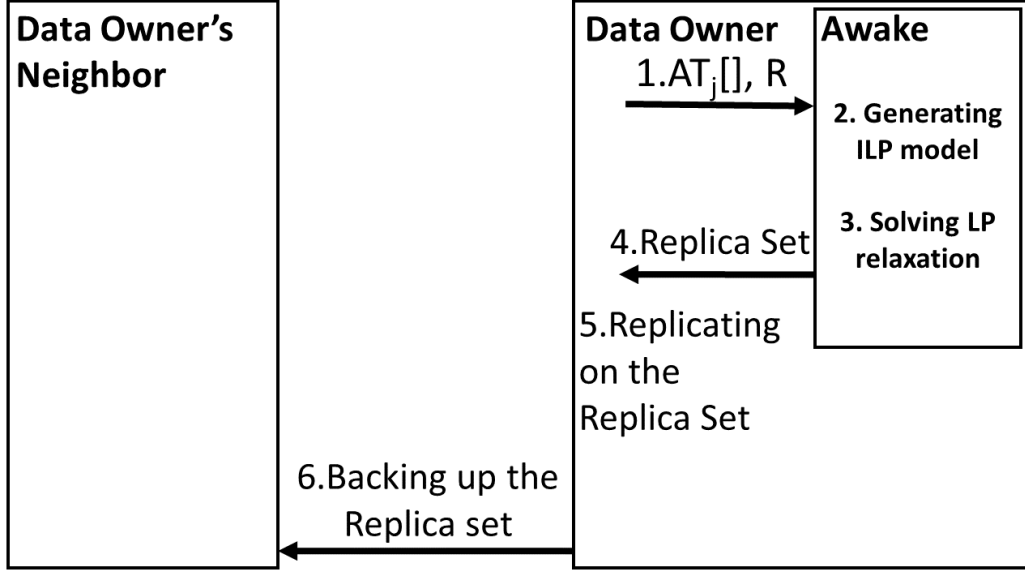 Data Owner's
Neighbor
Data Owner
Awake
1.ATj[], R
2. Generating
ILP model
3. Solving LP
relaxation
4.Replica Set
5.Replicating
on the
Replica Set
6.Backing up the
Replica set